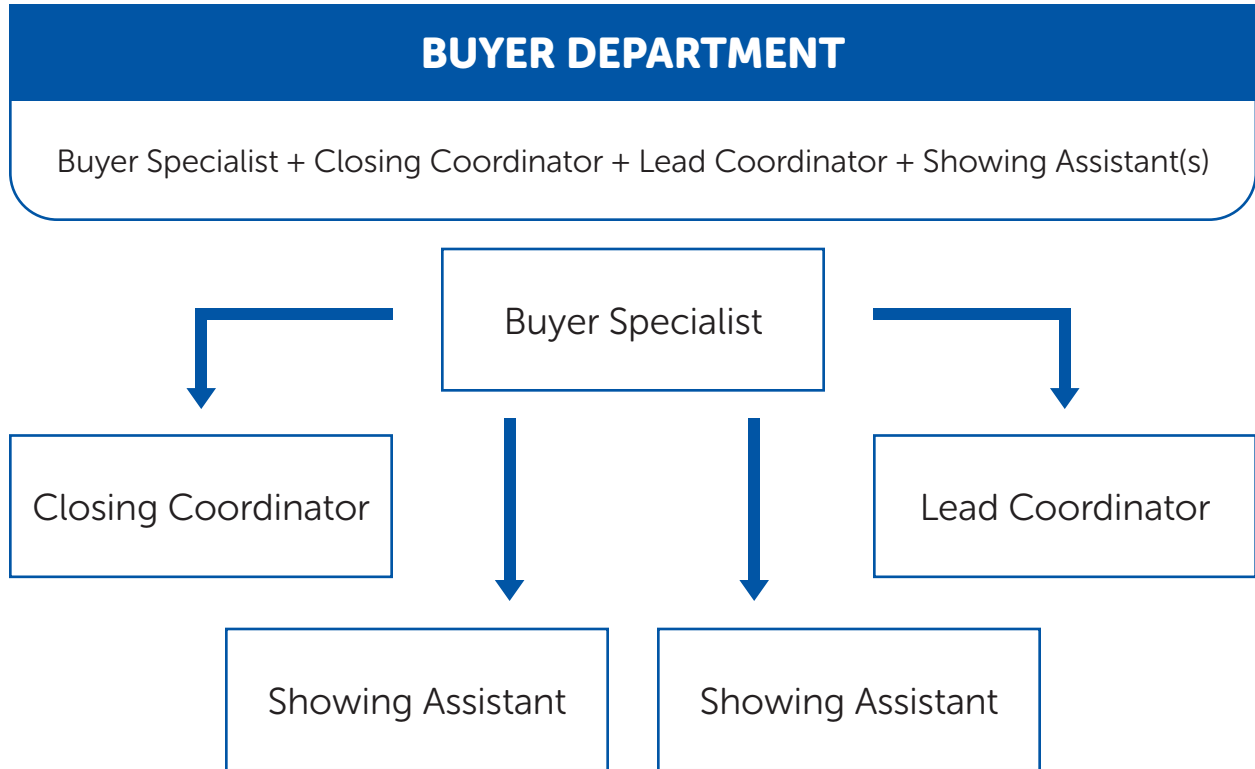 BUYER DEPARTMENT
Buyer Specialist + Closing Coordinator + Lead Coordinator + Showing Assistant(s)
Buyer Specialist
Closing Coordinator
Lead Coordinator
Showing Assistant
Showing Assistant